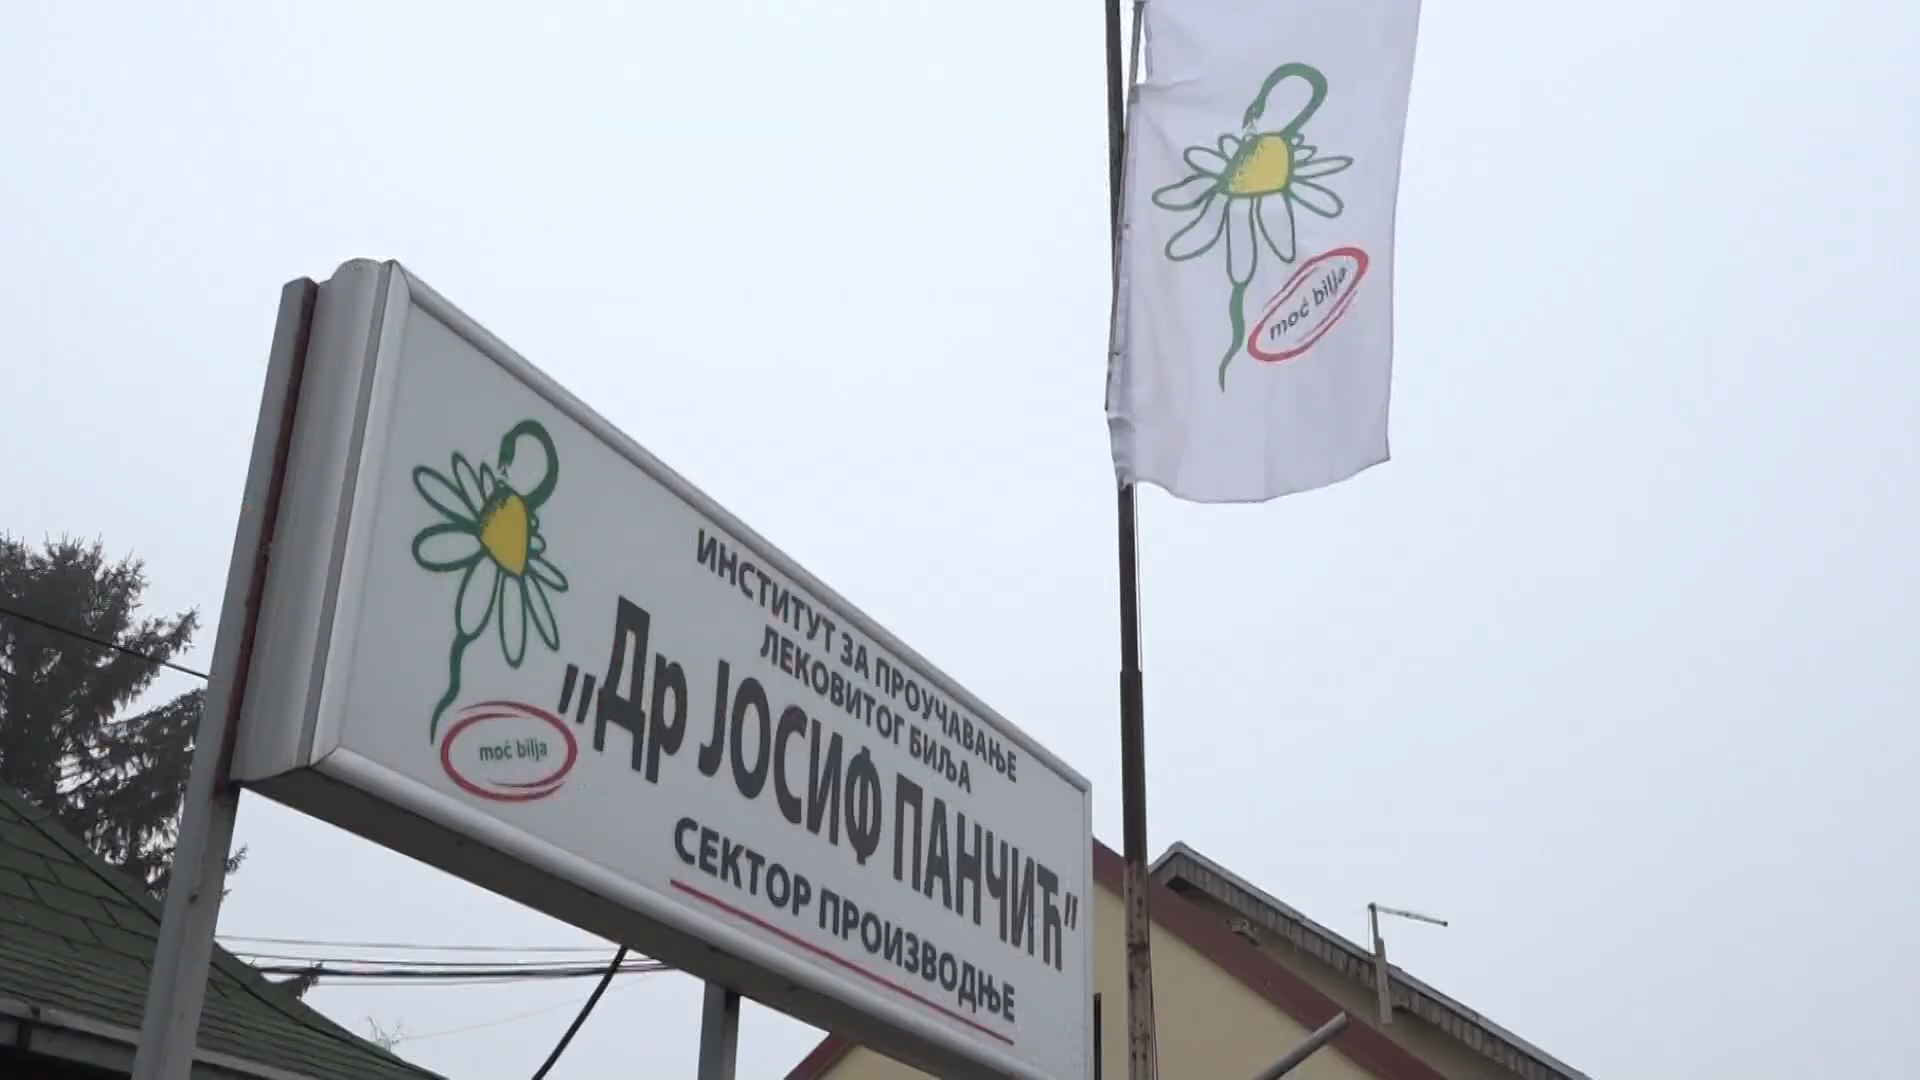 moć bilja
ИНСТИТУТ ЗА ПРОУЧАВАЊЕ
ЛЕКОВИТОГ БИЉА
„Др ЈОСИФ ПАНЧИЋ”
СЕКТОР ПРОИЗВОДЊЕ
moć bilja